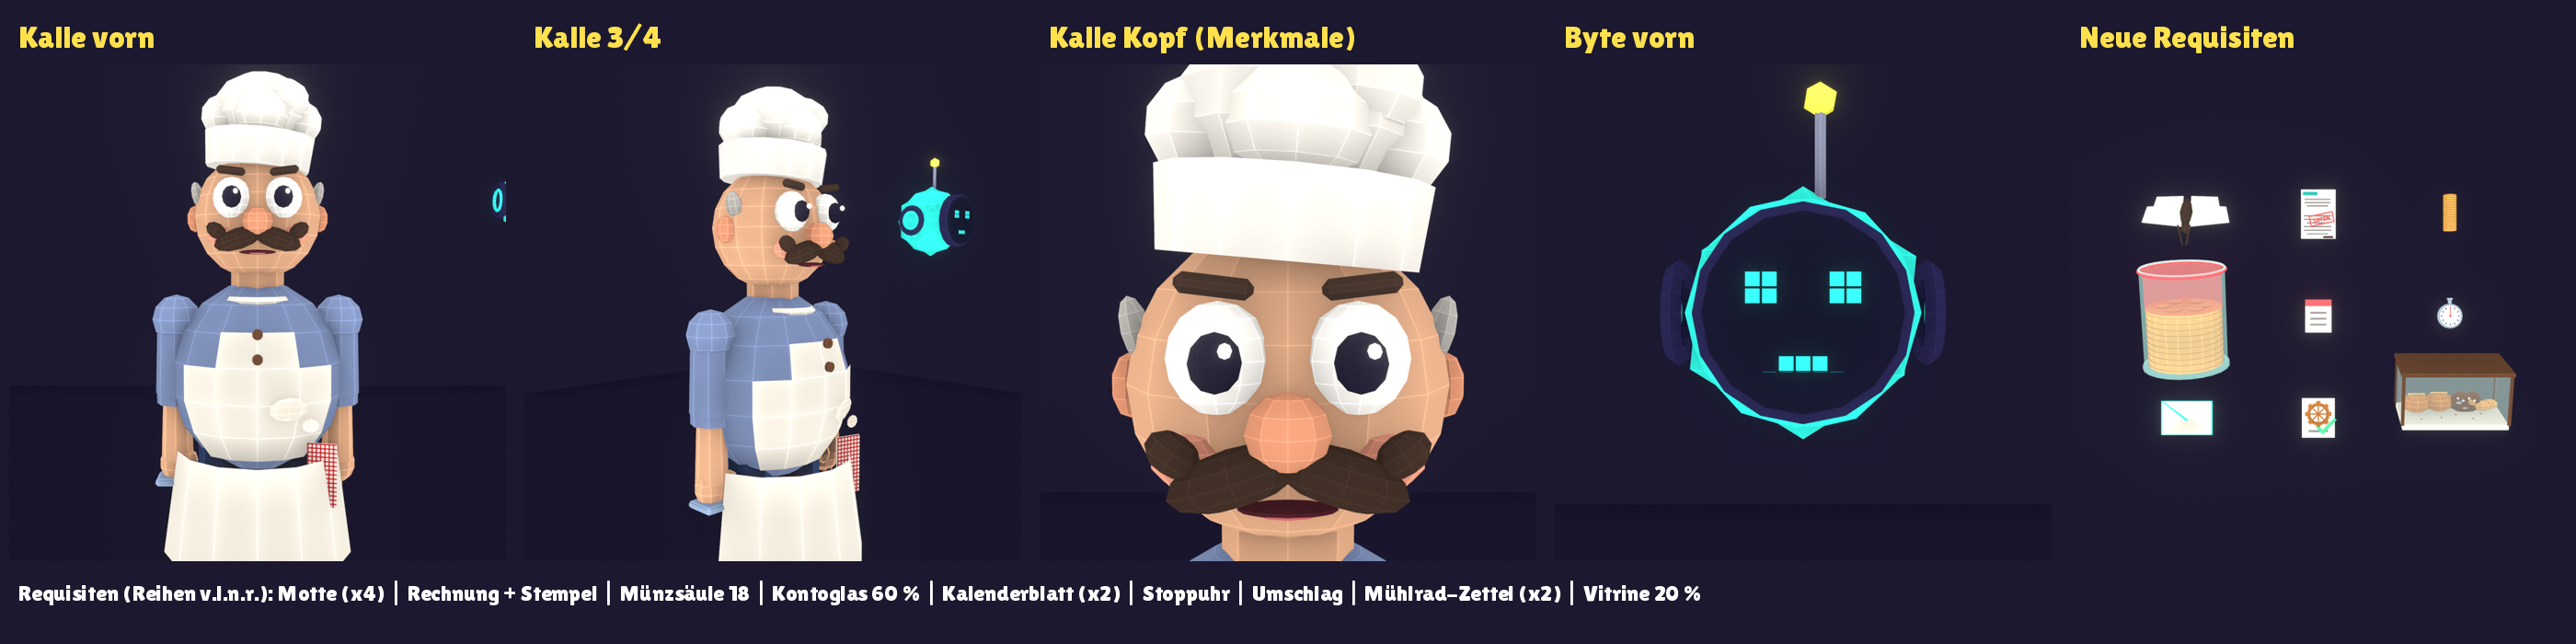 Kalle vorn
Kalle 3/4
Kalle Kopf (Merkmale)
Byte vorn
Neue Requisiten
Requisiten (Reihen v.l.n.r.): Motte (x4) | Rechnung + Stempel | Münzsäule 18 | Kontoglas 60 % | Kalenderblatt (x2) | Stoppuhr | Umschlag | Mühlrad-Zettel (x2) | Vitrine 20 %